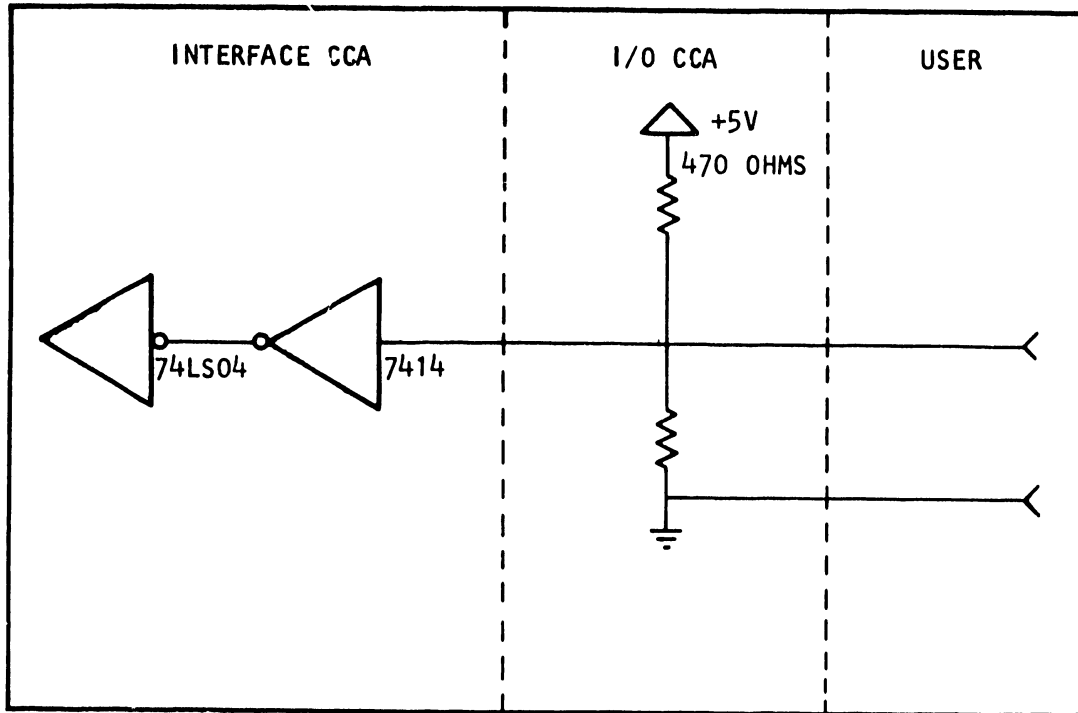 INTERFACE CCA
I/O CCA
USER
+5V
470 OHMS
74LS04
7414